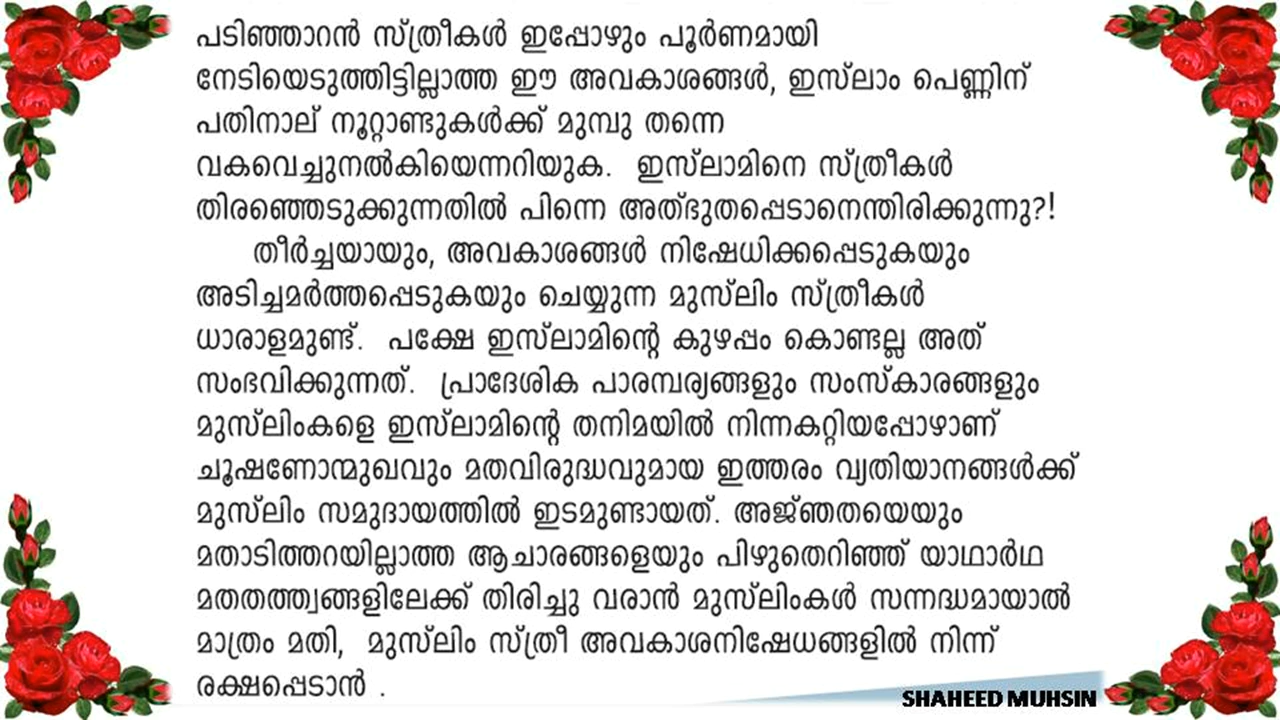 പടിഞ്ഞാറൻ സ്ത്രീകൾ ഇപ്പോഴും പൂർണമായി
നേടിയെടുത്തിട്ടില്ലാത്ത ഈ അവകാശങ്ങൾ, ഇസ്‌ലാം പെണ്ണിന്
പതിനാല് നൂറ്റാണ്ടുകൾക്ക് മുമ്പു തന്നെ
വകവെച്ചുനൽകിയെന്നറിയുക. ഇസ്‌ലാമിനെ സ്ത്രീകൾ
തിരഞ്ഞെടുക്കുന്നതിൽ പിന്നെ അത്ഭുതപ്പെടാനെന്തിരിക്കുന്നു?!
തീർച്ചയായും, അവകാശങ്ങൾ നിഷേധിക്കപ്പെടുകയും
അടിച്ചമർത്തപ്പെടുകയും ചെയ്യുന്ന മുസ്‌ലിം സ്ത്രീകൾ
ധാരാളമുണ്ട്. പക്ഷേ ഇസ്‌ലാമിന്റെ കുഴപ്പം കൊണ്ടല്ല അത്
സംഭവിക്കുന്നത്. പ്രാദേശിക പാരമ്പര്യങ്ങളും സംസ്കാരങ്ങളും
മുസ്‌ലിംകളെ ഇസ്‌ലാമിന്റെ തനിമയിൽ നിന്നകറ്റിയപ്പോഴാണ്
ചൂഷണോന്മുഖവും മതവിരുദ്ധവുമായ ഇത്തരം വ്യതിയാനങ്ങൾക്ക്
മുസ്‌ലിം സമുദായത്തിൽ ഇടമുണ്ടായത്. അജ്ഞതയെയും
മതാടിത്തറയില്ലാത്ത ആചാരങ്ങളെയും പിഴുതെറിഞ്ഞ് യാഥാർഥ
മതതത്ത്വങ്ങളിലേക്ക് തിരിച്ചു വരാൻ മുസ്‌ലിംകൾ സന്നദ്ധമായാൽ
മാത്രം മതി, മുസ്‌ലിം സ്ത്രീ അവകാശനിഷേധങ്ങളിൽ നിന്ന്
രക്ഷപ്പെടാൻ .
SHAHEED MUHSIN